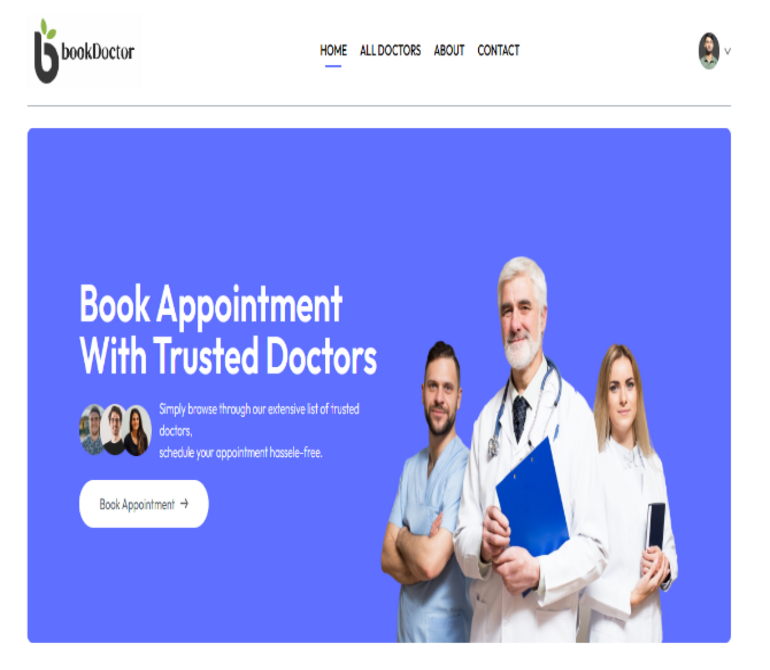 bookDoctor
HOME ALL DOCTORS ABOUT CONTACT
Book Appointment
With Trusted Doctors
Simply browse through our extensive list of trusted
doctors,
schedule your appointment hassele-free.
Book Appointment →